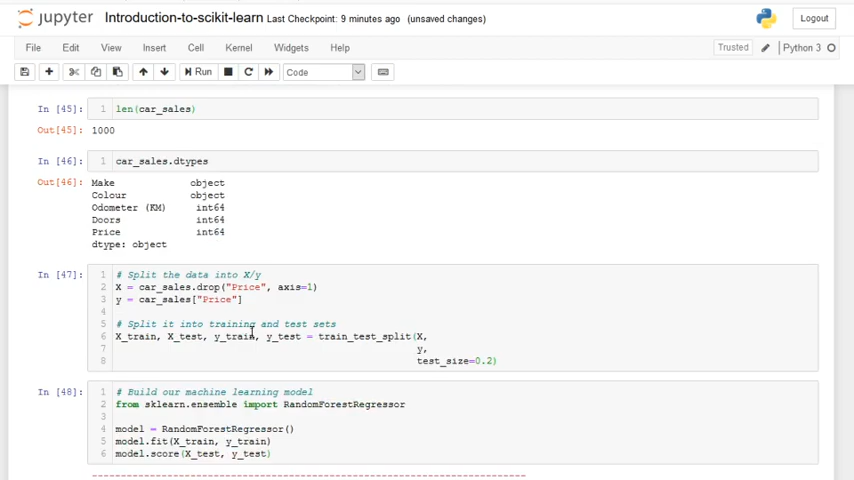 jupyter Introduction-to-scikit-learn Last Checkpoint: 9 minutes ago (unsaved changes) Logout
File Edit View Insert Cell Kernel Widgets Help Trusted Python 3
Run Code
In [45]: 1 len(car_sales)
Out[45]: 1000
In [46]: 1 car_sales.dtypes
Out[46]: Make object
Colour object
Odometer (KM) int64
Doors int64
Price int64
dtype: object
In [47]: 1 # Split the data into X/y
2 X = car_sales.drop("Price", axis=1)
3 y = car_sales["Price"]
4
5 # Split it into training and test sets
6 X_train, X_test, y_train, y_test = train_test_split(X,
7 y,
8 test_size=0.2)
In [48]: 1 # Build our machine learning model
2 from sklearn.ensemble import RandomForestRegressor
3
4 model = RandomForestRegressor()
5 model.fit(X_train, y_train)
6 model.score(X_test, y_test)
---------------------------------------------------------------------------